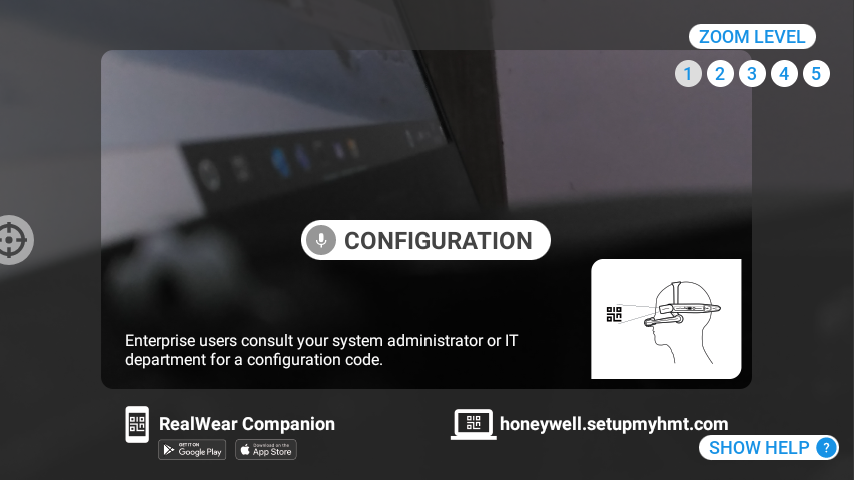 ZOOM LEVEL
1 2 3 4 5
CONFIGURATION
Enterprise users consult your system administrator or IT
department for a configuration code.
RealWear Companion
GET IT ON
Google Play
Download on the
App Store
honeywell.setupmyhmt.com
SHOW HELP ?